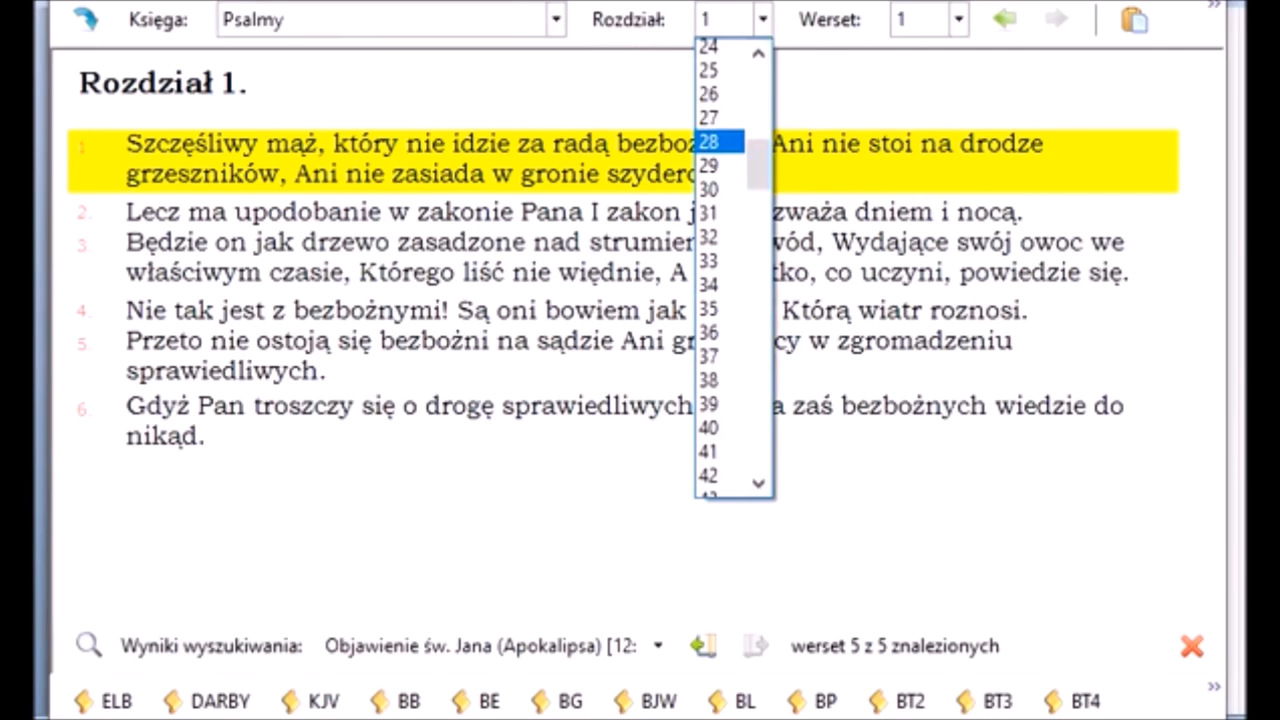 Księga: Psalmy Rozdział: 1 Werset: 1
Rozdział 1.
1 Szczęśliwy mąż, który nie idzie za radą Ani nie stoi na drodze
grzeszników, Ani nie zasiada w gronie
2. Lecz ma upodobanie w zakonie Pana I zakon dniem i nocą.
3. Będzie on jak drzewo zasadzone nad wód, Wydające swój owoc we
właściwym czasie, Którego liść nie więdnie, A co uczyni, powiedzie się.
4. Nie tak jest z bezbożnymi! Są oni bowiem jak Którą wiatr roznosi.
5. Przeto nie ostoją się bezbożni na sądzie Ani w zgromadzeniu
sprawiedliwych.
6. Gdyż Pan troszczy się o drogę sprawiedliwych zaś bezbożnych wiedzie do
nikąd.
24
25
26
27
28
29
30
31
32
33
34
35
36
37
38
39
40
41
42
Wyniki wyszukiwania: Objawienie św. Jana (Apokalipsa) [12: werset 5 z 5 znalezionych
ELB DARBY KJV BB BE BG BJW BL BP BT2 BT3 BT4